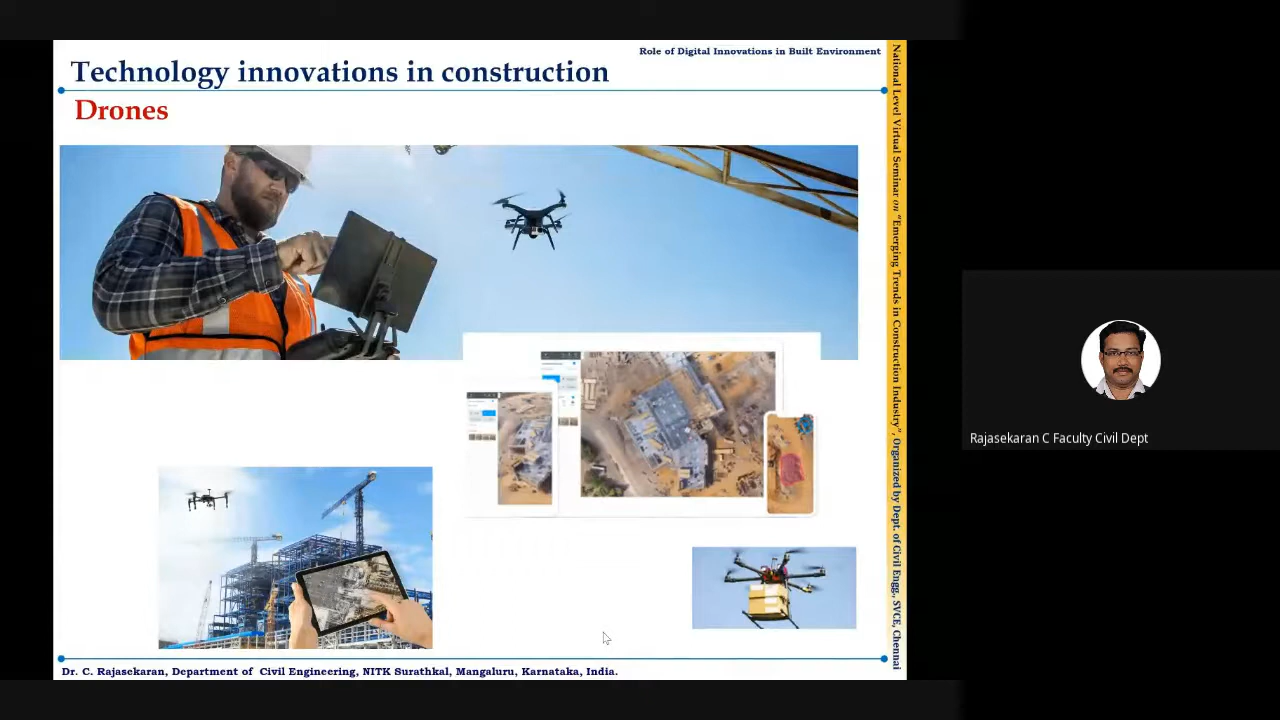 Role of Digital Innovations in Built Environment
Technology innovations in construction
Drones
National Level Virtual Seminar on "Emerging Trends in Construction Industry", Organized by Dept. of Civil Engg., SVCE, Chennai
Rajasekaran C Faculty Civil Dept
Dr. C. Rajasekaran, Department of Civil Engineering, NITK Surathkal, Mangaluru, Karnataka, India.